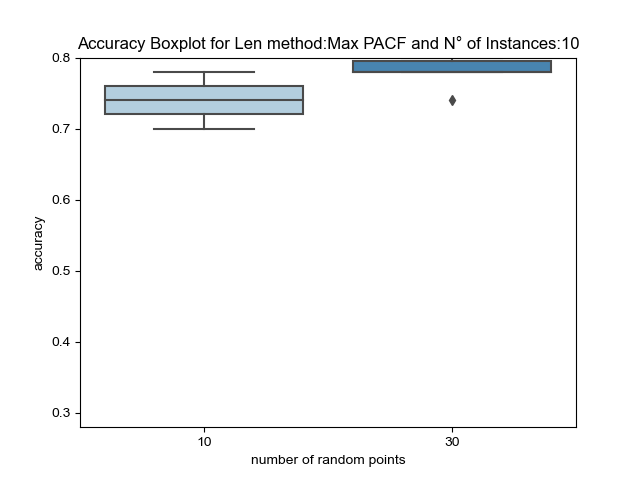 Accuracy Boxplot for Len method:Max PACF and N° of Instances:10
0.8
0.7
0.6
0.5
0.4
0.3
accuracy
10 30
number of random points